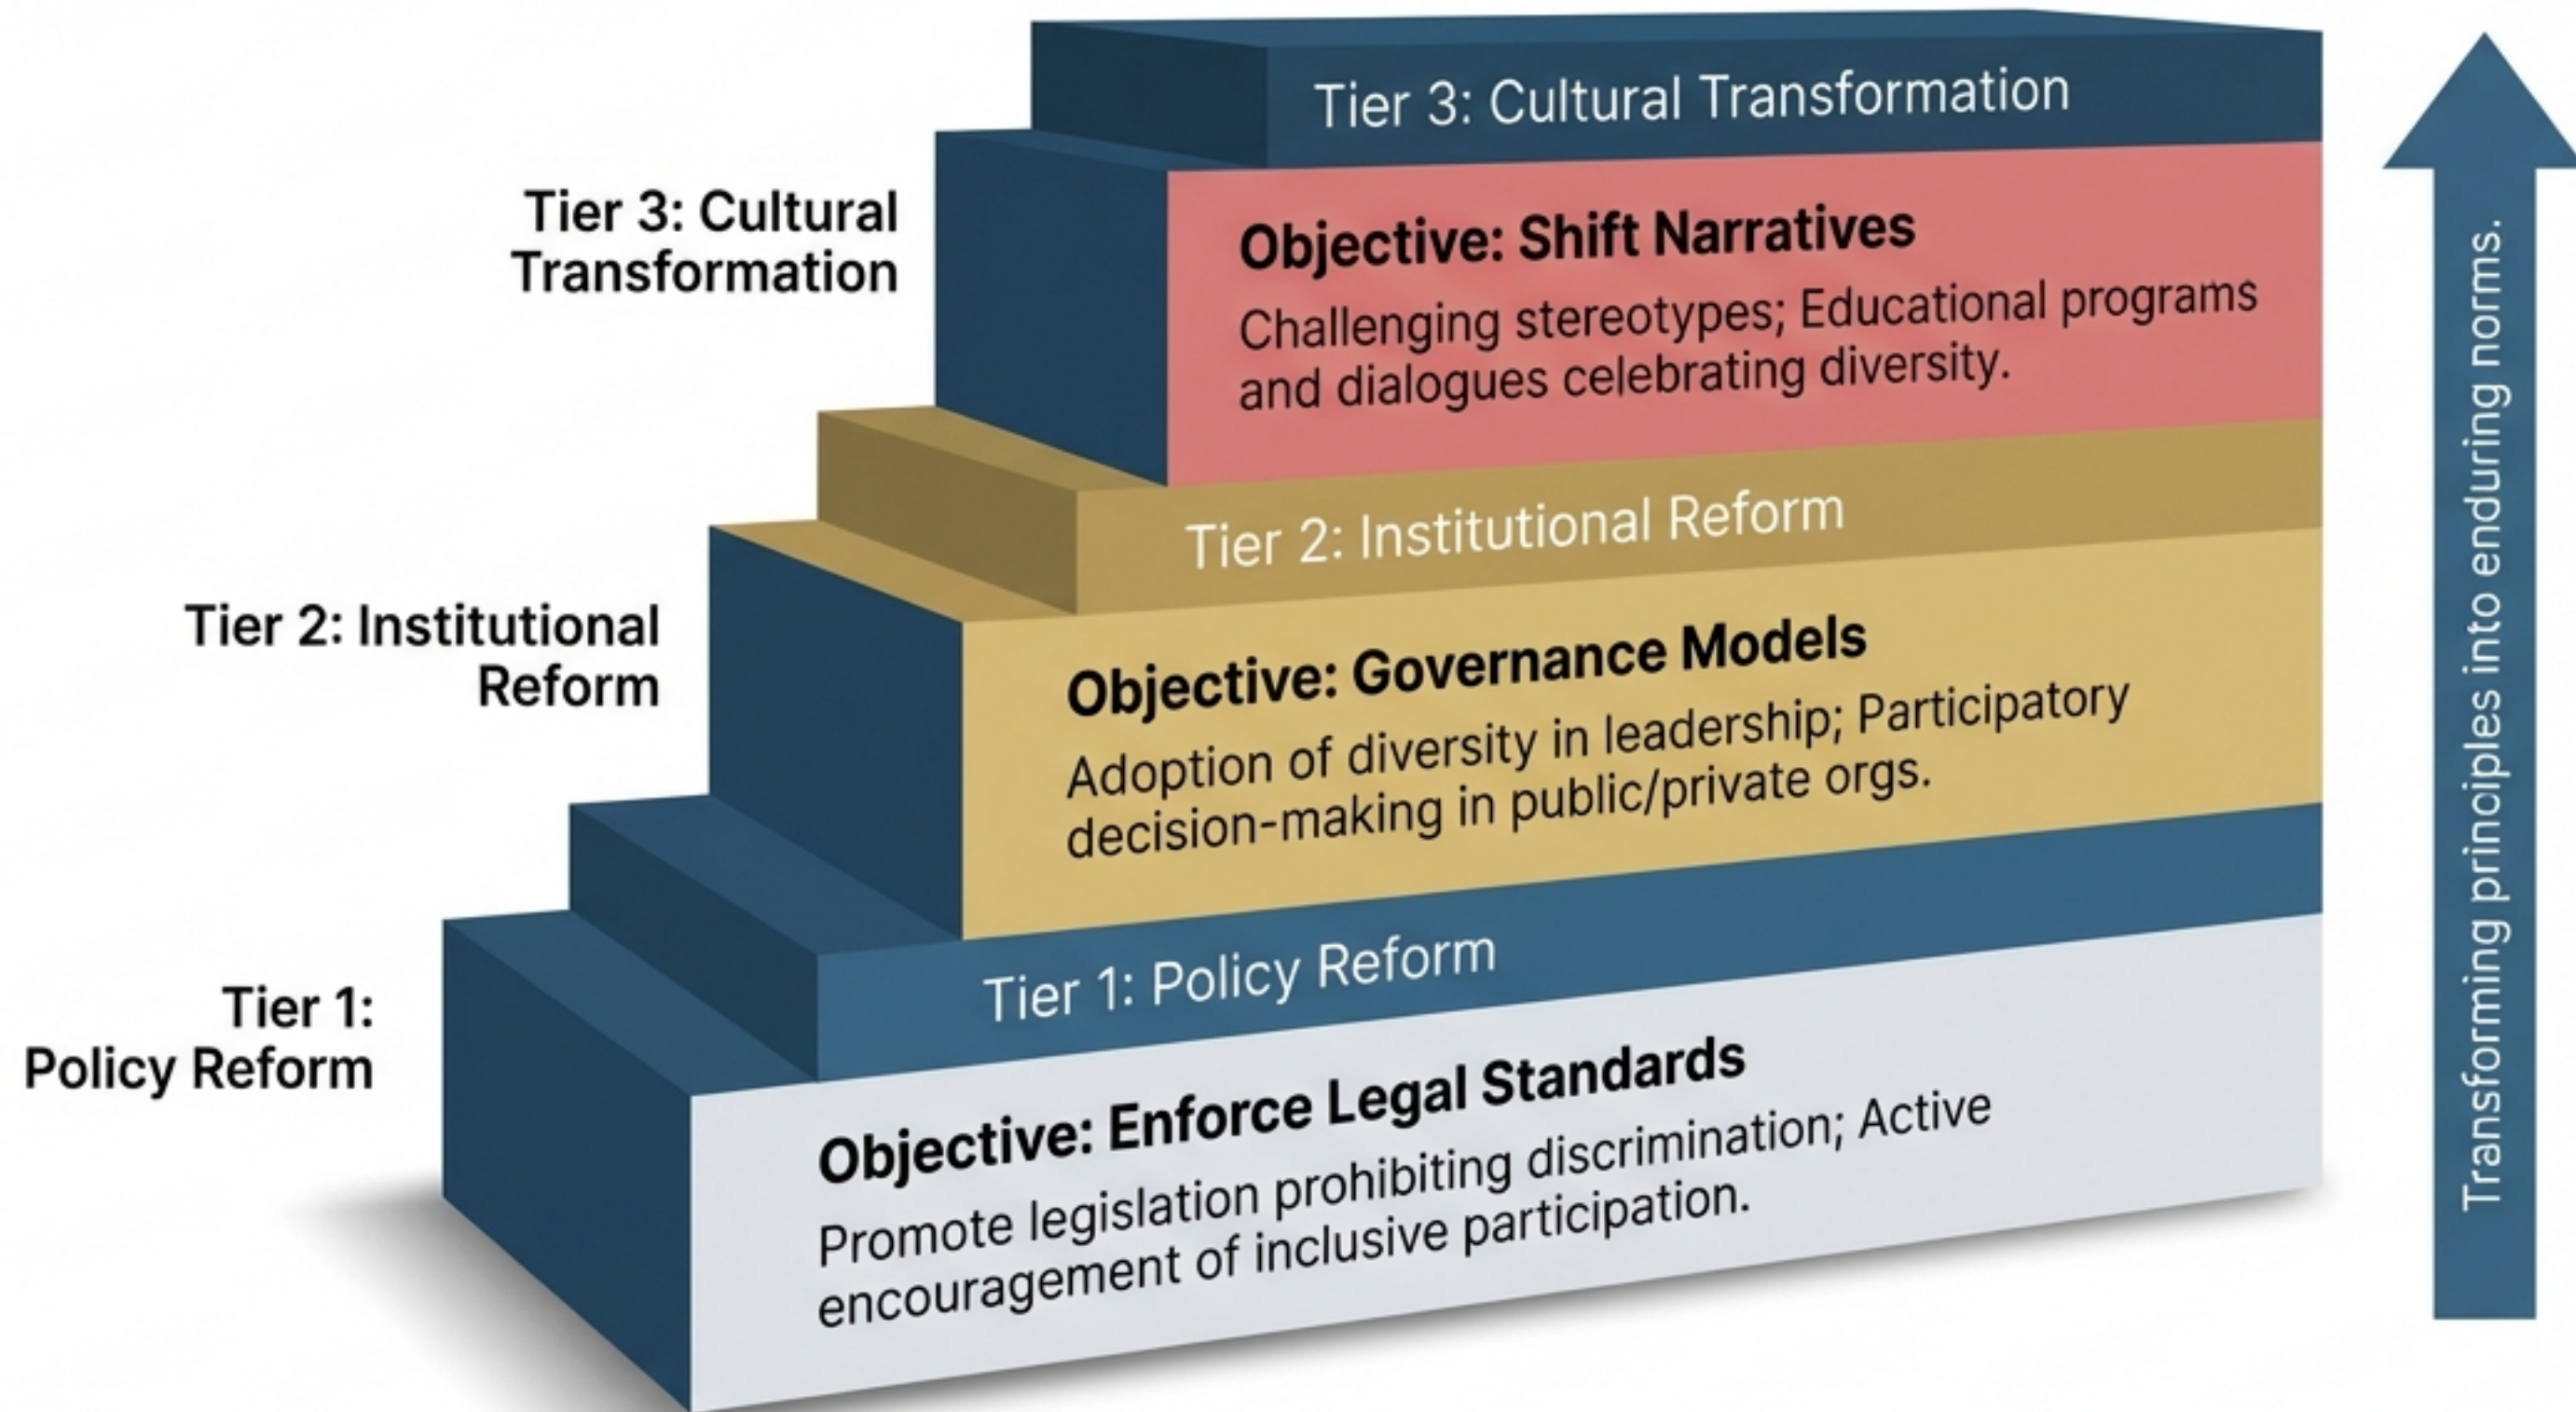 Tier 3: Cultural Transformation
Tier 3: Cultural
Transformation
Objective: Shift Narratives
Challenging stereotypes; Educational programs
and dialogues celebrating diversity.
Tier 2: Institutional Reform
Tier 2: Institutional
Reform
Objective: Governance Models
Adoption of diversity in leadership; Participatory
decision-making in public/private orgs.
Tier 1: Policy Reform
Tier 1:
Policy Reform
Objective: Enforce Legal Standards
Promote legislation prohibiting discrimination; Active
encouragement of inclusive participation.
Transforming principles into enduring norms.